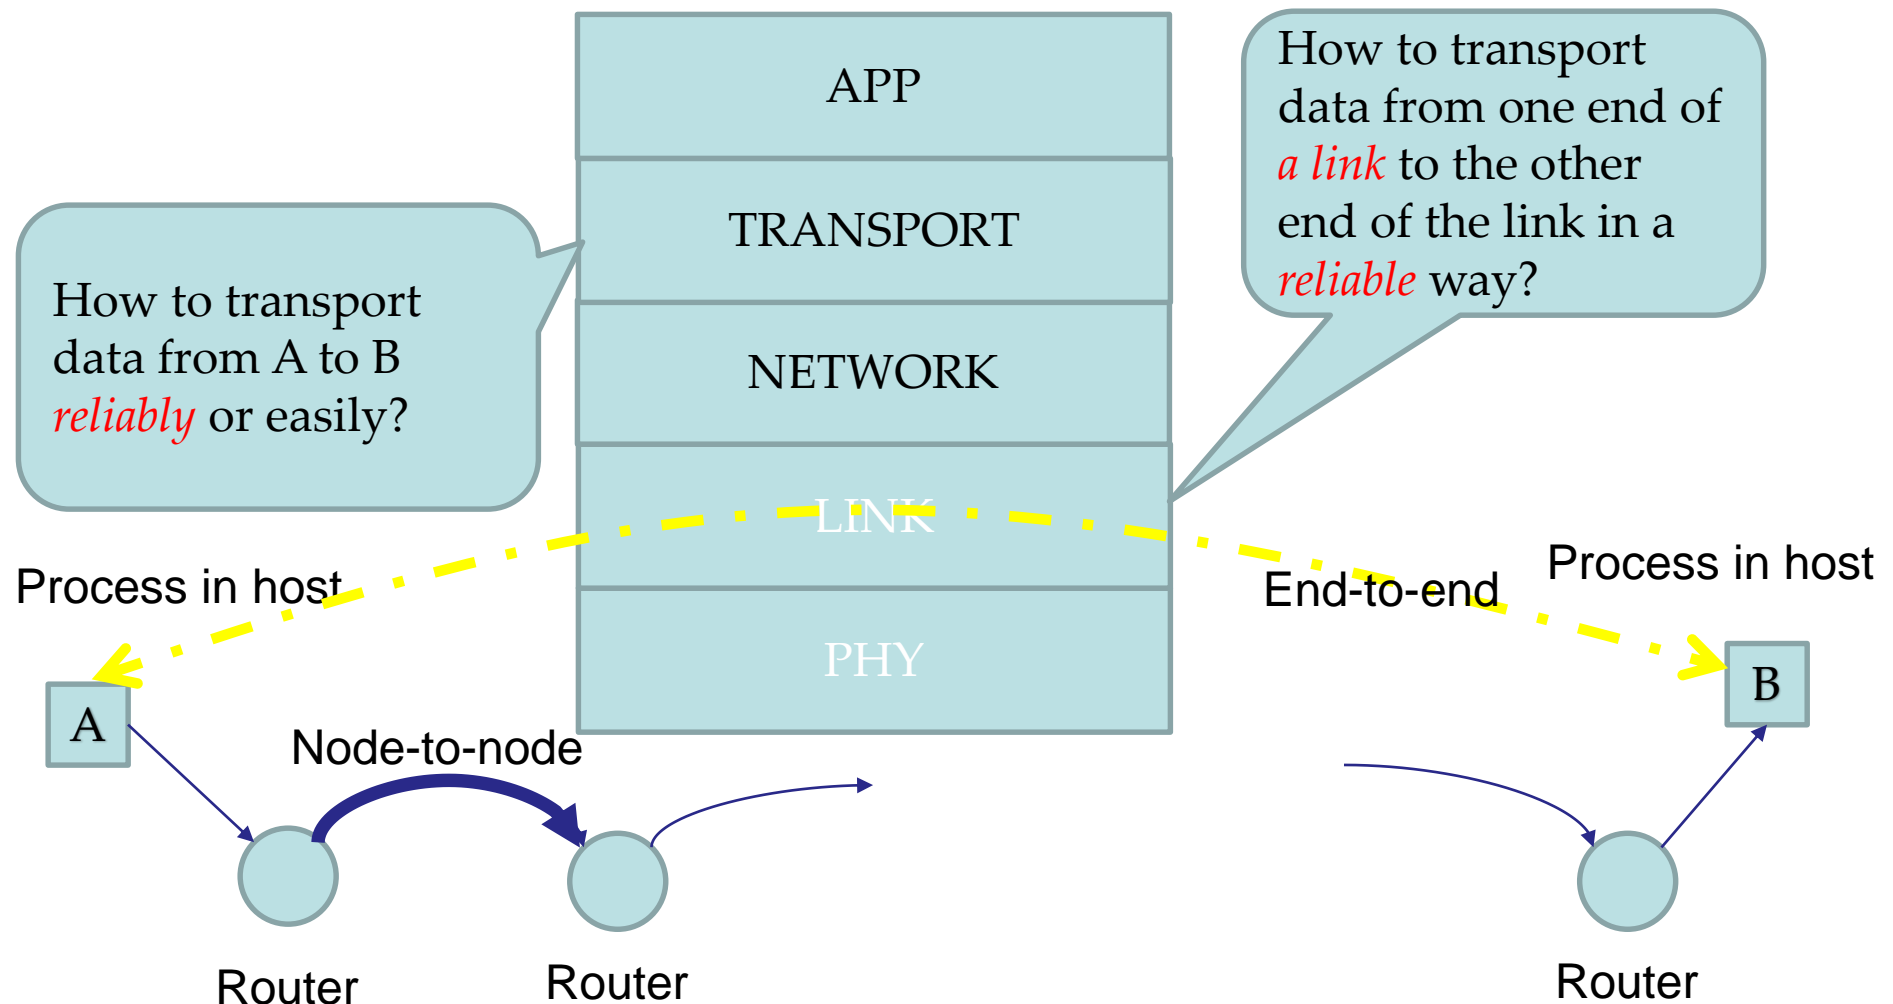 APP
TRANSPORT
NETWORK
LINK
PHY
How to transport
data from A to B
reliably or easily?
How to transport
data from one end of
a link to the other
end of the link in a
reliable way?
Process in host
End-to-end
Process in host
A
B
Node-to-node
Router
Router
Router